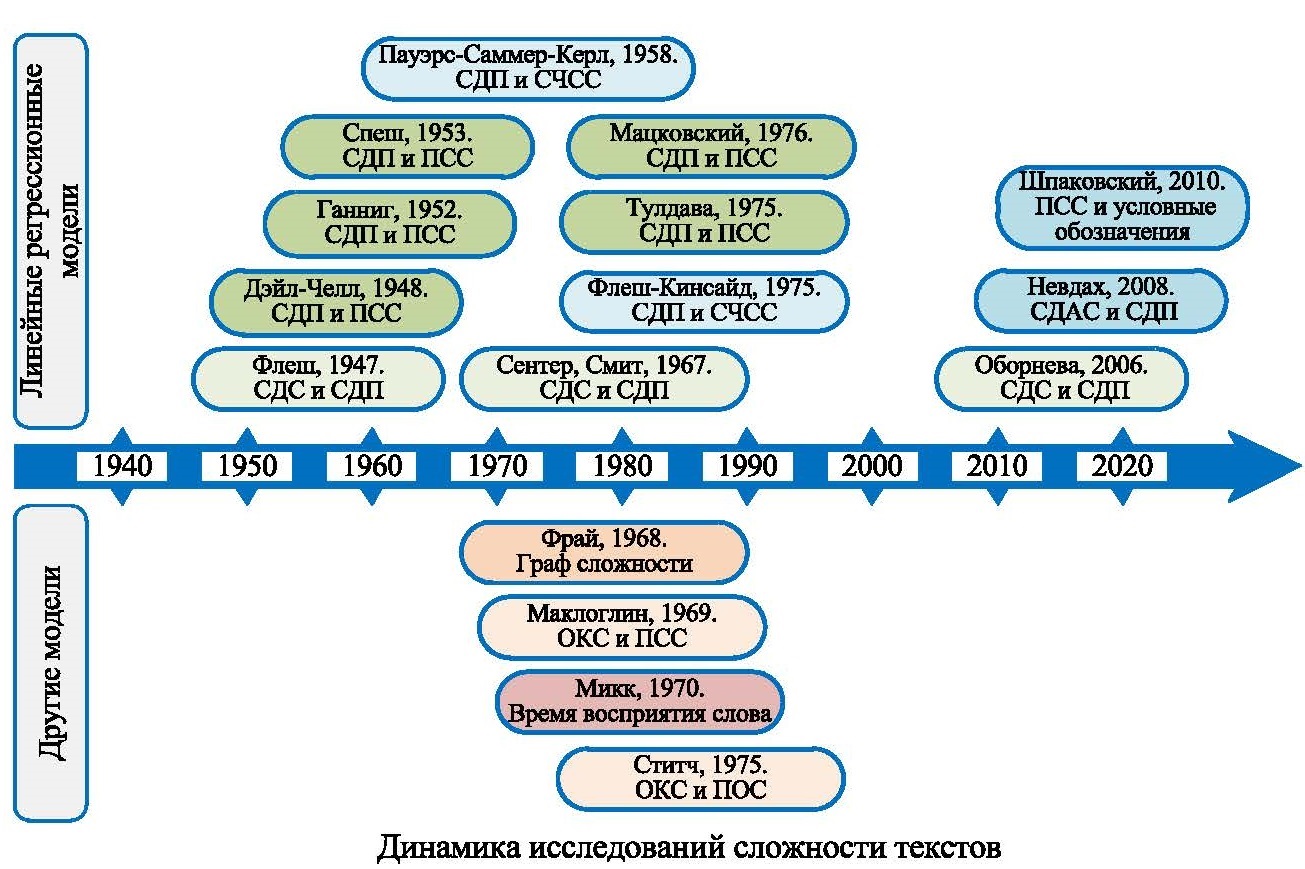 Линейные регрессионные
модели
Пауэрс-Саммер-Керл, 1958.
СДП и СЧСС
Спеш, 1953.
СДП и ПСС
Мацковский, 1976.
СДП и ПСС
Ганниг, 1952.
СДП и ПСС
Тулдава, 1975.
СДП и ПСС
Шпаковский, 2010.
ПСС и условные
обозначения
Дэйл-Челл, 1948.
СДП и ПСС
Флеш-Кинсайд, 1975.
СДП и СЧСС
Невдах, 2008.
СДАС и СДП
Флеш, 1947.
СДС и СДП
Сентер, Смит, 1967.
СДС и СДП
Оборнева, 2006.
СДС и СДП
1940 1950 1960 1970 1980 1990 2000 2010 2020
Другие модели
Фрай, 1968.
Граф сложности
Маклоглин, 1969.
ОКС и ПСС
Микк, 1970.
Время восприятия слова
Ститч, 1975.
ОКС и ПОС
Динамика исследований сложности текстов